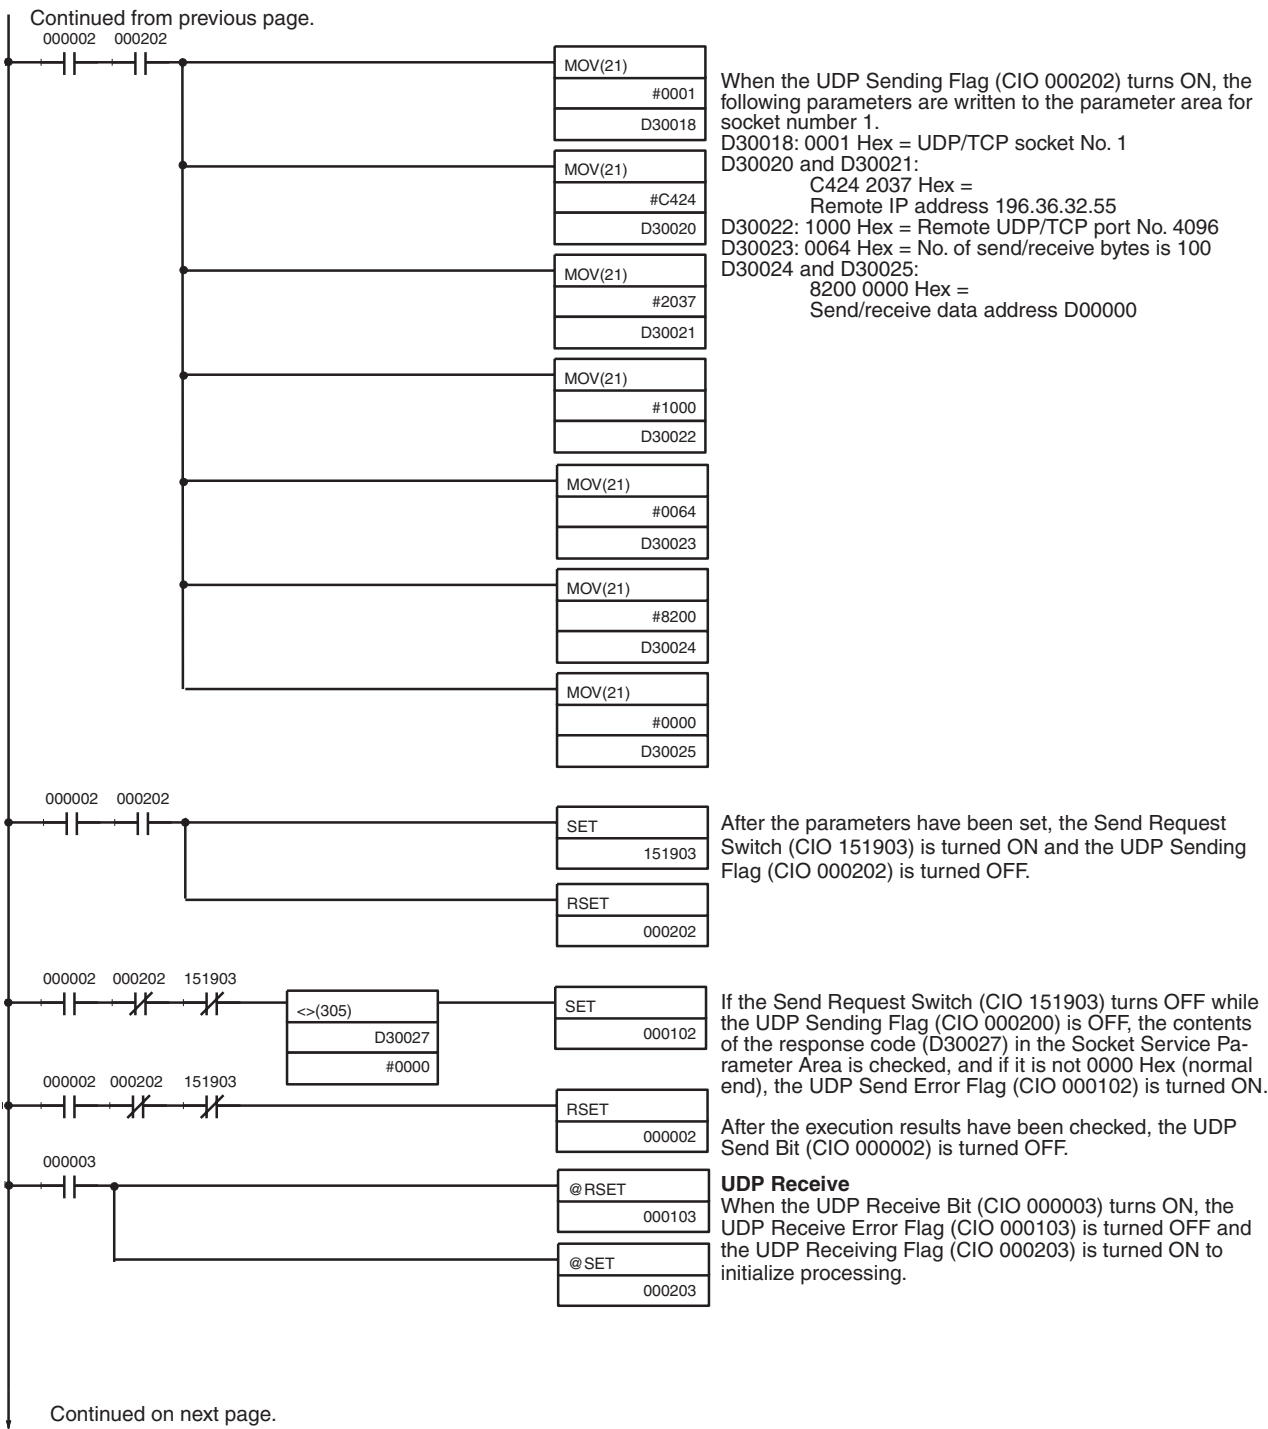 Continued from previous page.
000002 000202
MOV(21)
#0001
D30018
When the UDP Sending Flag (CIO 000202) turns ON, the
following parameters are written to the parameter area for
socket number 1.
D30018: 0001 Hex = UDP/TCP socket No. 1
D30020 and D30021:
C424 2037 Hex =
Remote IP address 196.36.32.55
D30022: 1000 Hex = Remote UDP/TCP port No. 4096
D30023: 0064 Hex = No. of send/receive bytes is 100
D30024 and D30025:
8200 0000 Hex =
Send/receive data address D00000
MOV(21)
#C424
D30020
MOV(21)
#2037
D30021
MOV(21)
#1000
D30022
MOV(21)
#0064
D30023
MOV(21)
#8200
D30024
MOV(21)
#0000
D30025
000002 000202
SET
151903
RSET
000202
After the parameters have been set, the Send Request
Switch (CIO 151903) is turned ON and the UDP Sending
Flag (CIO 000202) is turned OFF.
000002 000202 151903
<>(305)
D30027
#0000
SET
000102
If the Send Request Switch (CIO 151903) turns OFF while
the UDP Sending Flag (CIO 000200) is OFF, the contents
of the response code (D30027) in the Socket Service Pa-
rameter Area is checked, and if it is not 0000 Hex (normal
end), the UDP Send Error Flag (CIO 000102) is turned ON.
000002 000202 151903
RSET
000002
After the execution results have been checked, the UDP
Send Bit (CIO 000002) is turned OFF.
000003
@RSET
000103
@SET
000203
UDP Receive
When the UDP Receive Bit (CIO 000003) turns ON, the
UDP Receive Error Flag (CIO 000103) is turned OFF and
the UDP Receiving Flag (CIO 000203) is turned ON to
initialize processing.
Continued on next page.